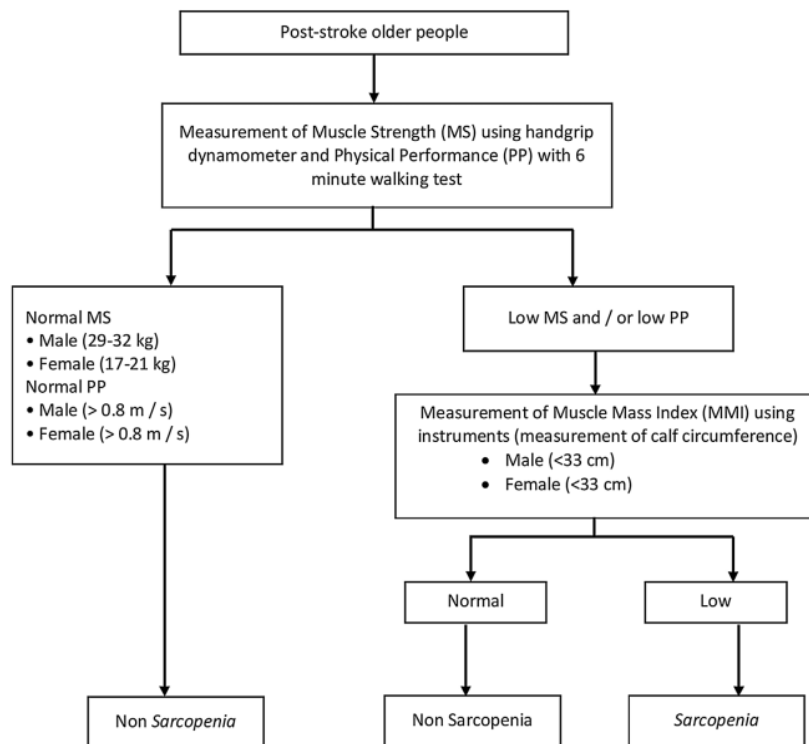 Post-stroke older people
Measurement of Muscle Strength (MS) using handgrip
dynamometer and Physical Performance (PP) with 6
minute walking test
Normal MS
• Male (29-32 kg)
• Female (17-21 kg)
Normal PP
• Male (> 0.8 m / s)
• Female (> 0.8 m / s)
Low MS and / or low PP
Measurement of Muscle Mass Index (MMI) using
instruments (measurement of calf circumference)
• Male (<33 cm)
• Female (<33 cm)
Normal
Low
Non Sarcopenia
Non Sarcopenia
Sarcopenia